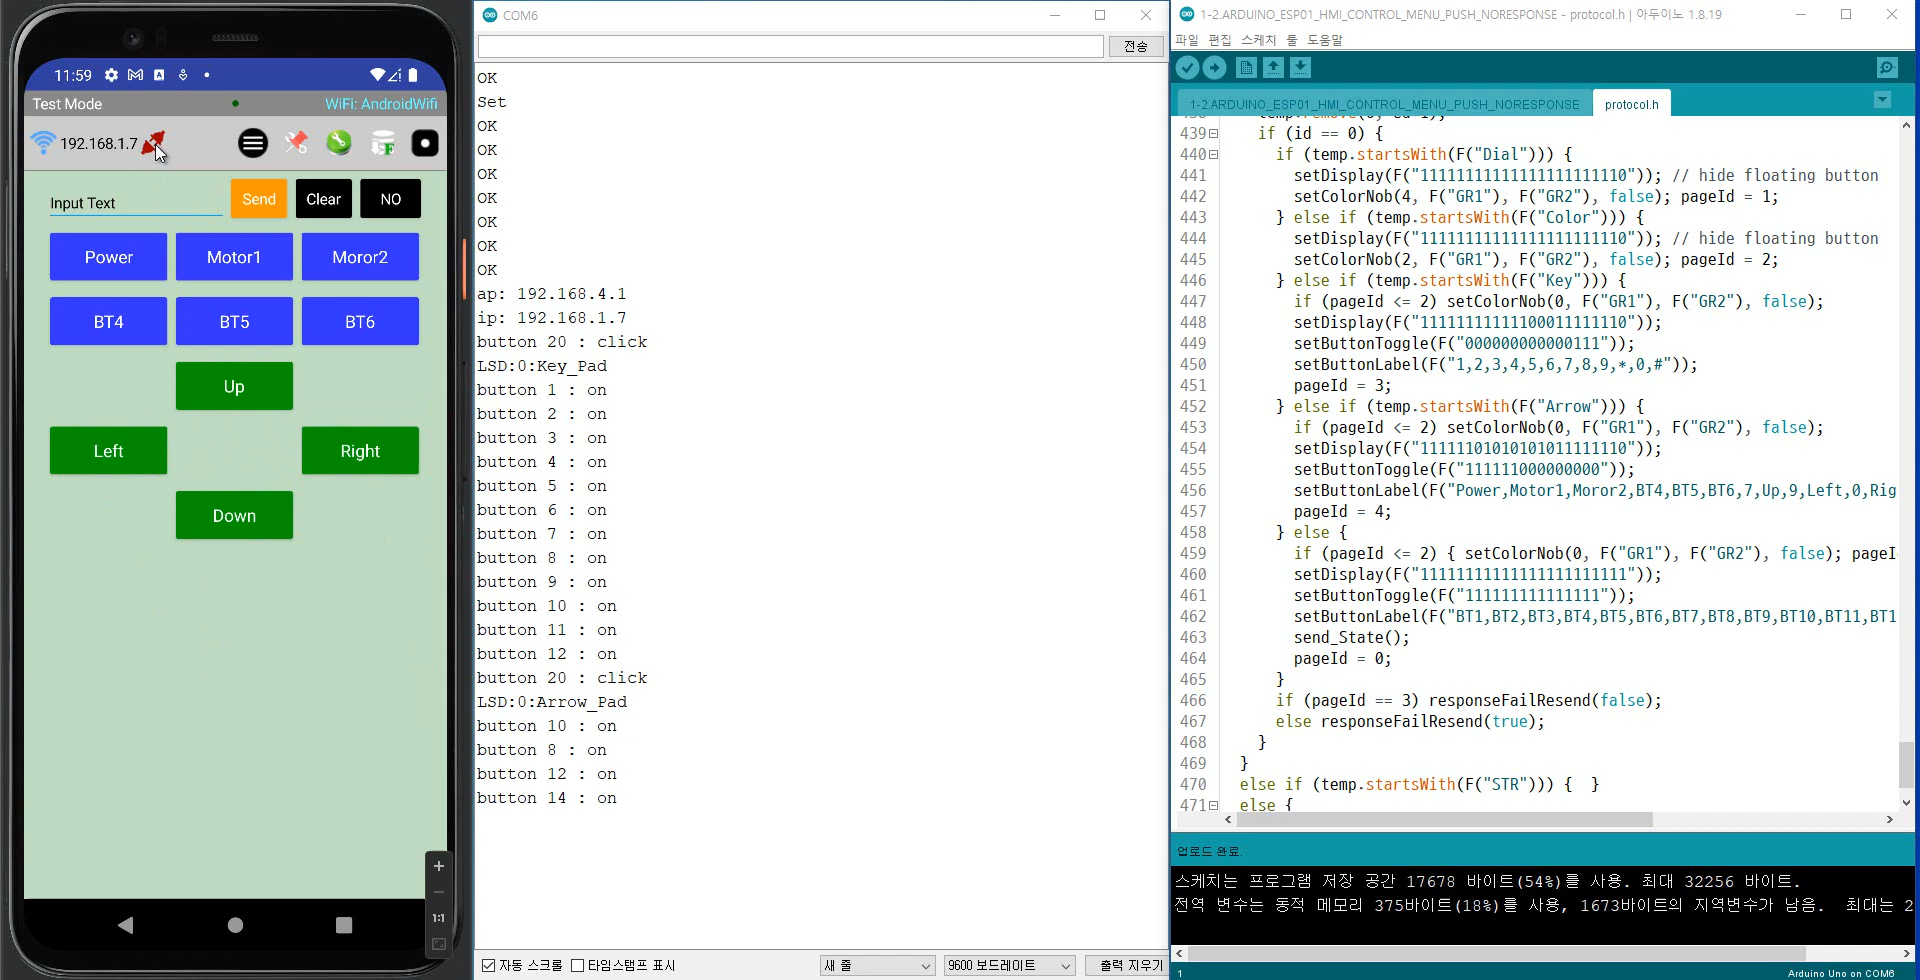 11:59
Test Mode
WiFi: AndroidWifi
192.168.1.7
Input Text
Send
Clear
NO
Power
Motor1
Moror2
BT4
BT5
BT6
Up
Left
Right
Down
1:1
COM6
전송
OK
Set
OK
OK
OK
OK
OK
OK
OK
ap: 192.168.4.1
ip: 192.168.1.7
button 20 : click
LSD:0:Key_Pad
button 1 : on
button 2 : on
button 3 : on
button 4 : on
button 5 : on
button 6 : on
button 7 : on
button 8 : on
button 9 : on
button 10 : on
button 11 : on
button 12 : on
button 20 : click
LSD:0:Arrow_Pad
button 10 : on
button 8 : on
button 12 : on
button 14 : on
자동 스크롤
타임스탬프 표시
새 줄
9600 보드레이트
출력 지우기
1-2.ARDUINO_ESP01_HMI_CONTROL_MENU_PUSH_NORESPONSE - protocol.h | 아두이노 1.8.19
파일 편집 스케치 툴 도움말
1-2.ARDUINO_ESP01_HMI_CONTROL_MENU_PUSH_NORESPONSE
protocol.h
439 if (id == 0) {
440 if (temp.startsWith(F("Dial"))) {
441 setDisplay(F("11111111111111111111110")); // hide floating button
442 setColorNob(4, F("GR1"), F("GR2"), false); pageId = 1;
443 } else if (temp.startsWith(F("Color"))) {
444 setDisplay(F("11111111111111111111110")); // hide floating button
445 setColorNob(2, F("GR1"), F("GR2"), false); pageId = 2;
446 } else if (temp.startsWith(F("Key"))) {
447 if (pageId <= 2) setColorNob(0, F("GR1"), F("GR2"), false);
448 setDisplay(F("11111111111100011111110"));
449 setButtonToggle(F("000000000000111"));
450 setButtonLabel(F("1,2,3,4,5,6,7,8,9,*,0,#"));
451 pageId = 3;
452 } else if (temp.startsWith(F("Arrow"))) {
453 if (pageId <= 2) setColorNob(0, F("GR1"), F("GR2"), false);
454 setDisplay(F("11111101010101011111110"));
455 setButtonToggle(F("111111000000000"));
456 setButtonLabel(F("Power,Motor1,Moror2,BT4,BT5,BT6,7,Up,9,Left,0,Rig
457 pageId = 4;
458 } else {
459 if (pageId <= 2) { setColorNob(0, F("GR1"), F("GR2"), false); pageI
460 setDisplay(F("11111111111111111111111"));
461 setButtonToggle(F("111111111111111"));
462 setButtonLabel(F("BT1,BT2,BT3,BT4,BT5,BT6,BT7,BT8,BT9,BT10,BT11,BT1
463 send_State();
464 pageId = 0;
465 }
466 if (pageId == 3) responseFailResend(false);
467 else responseFailResend(true);
468 }
469 }
470 else if (temp.startsWith(F("STR"))) { }
471 else {
업로드 완료.
스케치는 프로그램 저장 공간 17678 바이트(54%)를 사용. 최대 32256 바이트.
전역 변수는 동적 메모리 375바이트(18%)를 사용, 1673바이트의 지역변수가 남음. 최대는 2
1
Arduino Uno on COM6